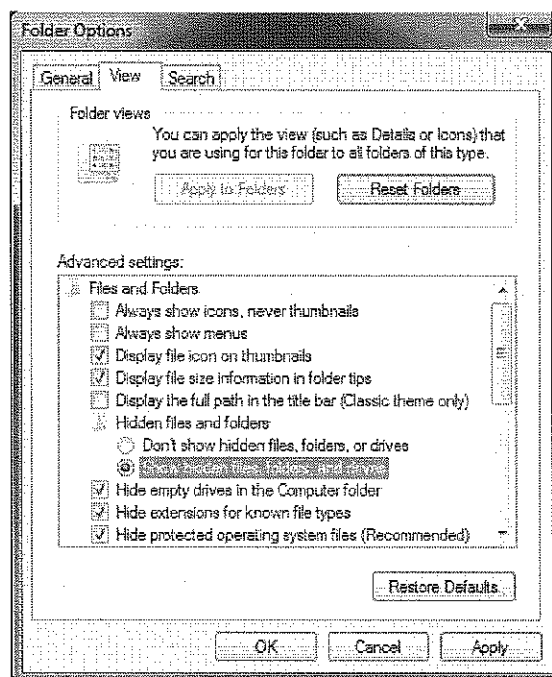 Folder Options
General View Search
Folder views
You can apply the view (such as Details or Icons) that
you are using for this folder to all folders of this type.
Apply to Folders Reset Folders
Advanced settings:
Files and Folders
Always show icons, never thumbnails
Always show menus
Display file icon on thumbnails
Display file size information in folder tips
Display the full path in the title bar (Classic theme only)
Hidden files and folders
Don't show hidden files, folders, or drives
Show hidden files, folders, and drives
Hide empty drives in the Computer folder
Hide extensions for known file types
Hide protected operating system files (Recommended)
Restore Defaults
OK Cancel Apply